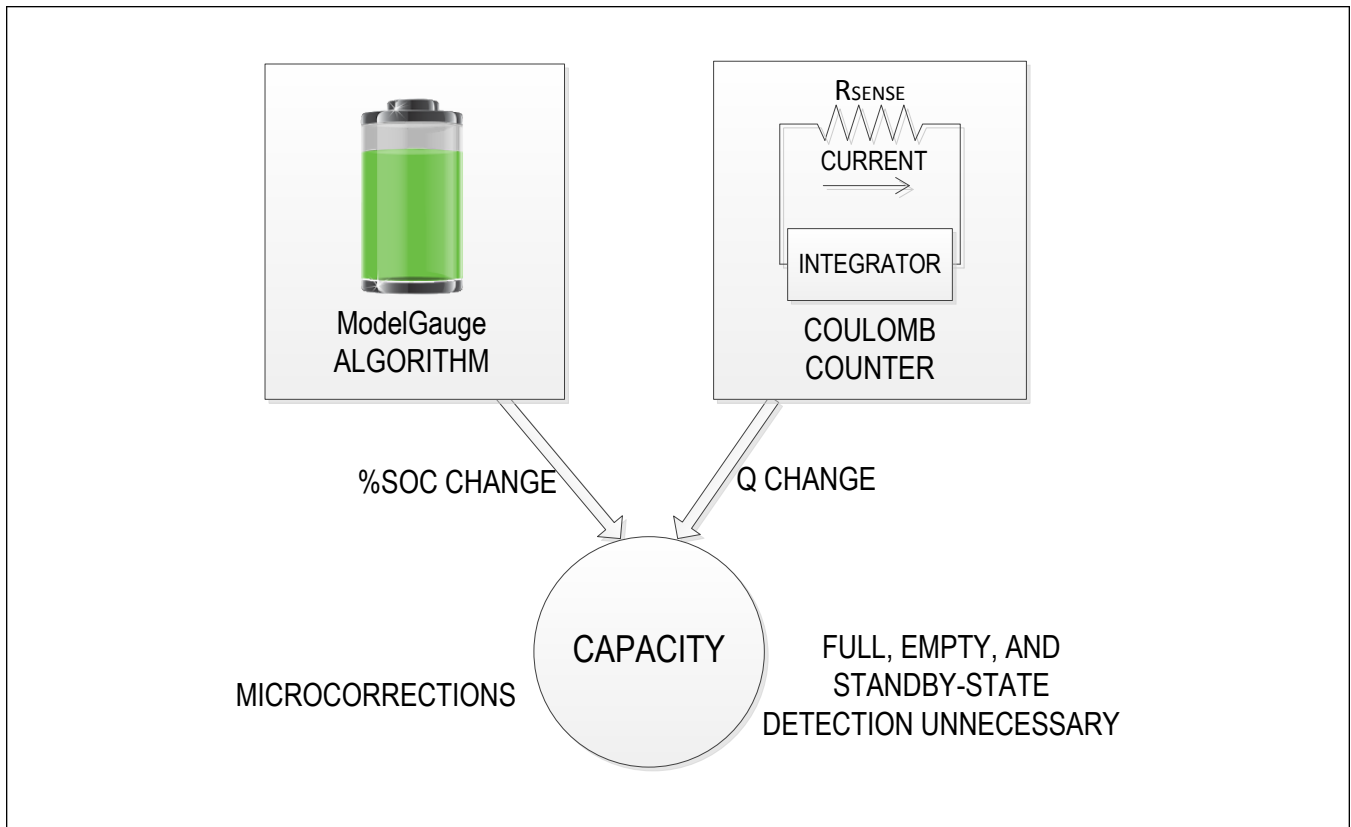 ModelGauge
ALGORITHM
RSENSE
CURRENT
INTEGRATOR
COULOMB
COUNTER
%SOC CHANGE
Q CHANGE
CAPACITY
MICROCORRECTIONS
FULL, EMPTY, AND
STANDBY-STATE
DETECTION UNNECESSARY